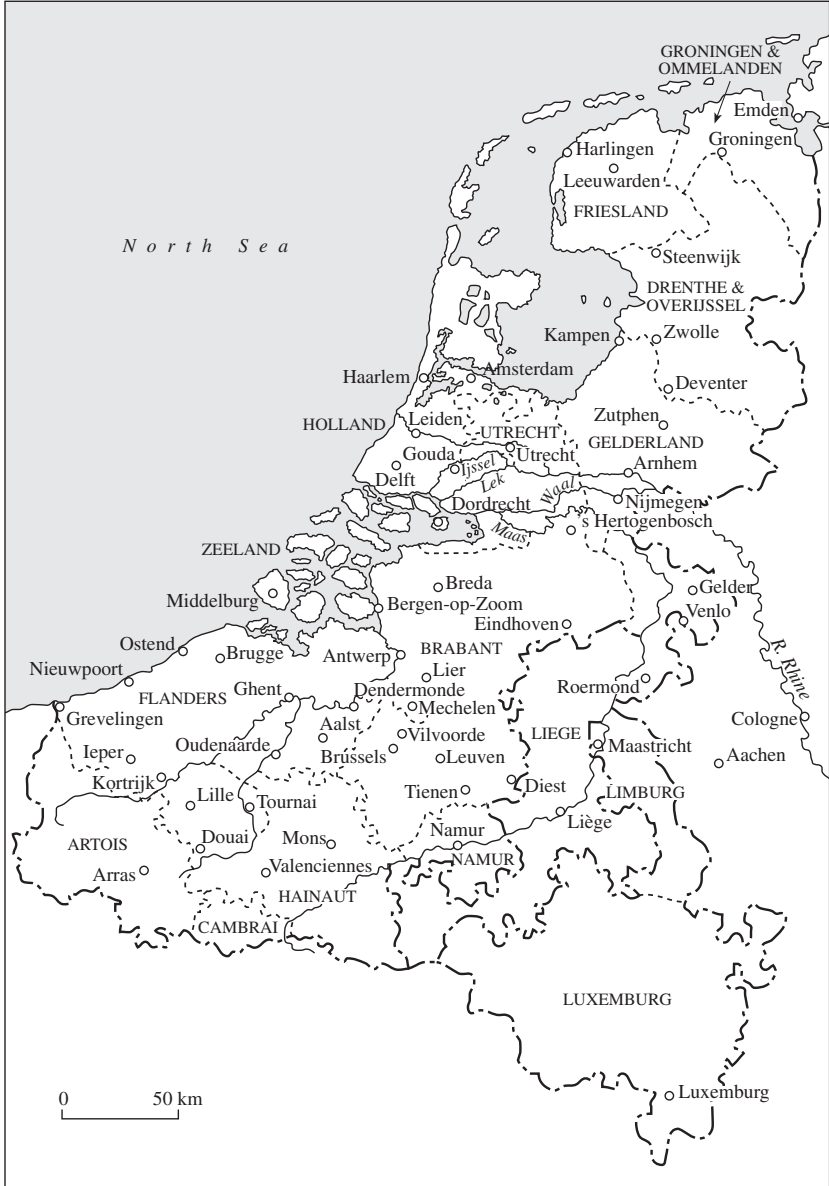 GRONINGEN &
OMMELANDEN
Emden
Groningen
Harlingen
Leeuwarden
FRIESLAND
North Sea
Steenwijk
DRENTHE &
OVERIJSSEL
Kampen
Zwolle
Haarlem
Amsterdam
Deventer
HOLLAND
Leiden
Zutphen
UTRECHT
GELDERLAND
Gouda
Utrecht
Ijssel
Arnhem
Delft
Lek
Waal
Dordrecht
Nijmegen
's Hertogenbosch
Maas
ZEELAND
Breda
Gelder
Middelburg
Bergen-op-Zoom
Venlo
Eindhoven
Ostend
Brugge
Antwerp
BRABANT
R. Rhine
Nieuwpoort
Lier
Roermond
FLANDERS
Ghent
Dendermonde
Grevelingen
Mechelen
Cologne
Aalst
Vilvoorde
LIEGE
Maastricht
Ieper
Oudenaarde
Brussels
Leuven
Aachen
Kortrijk
Diest
Lille
Tournai
Tienen
LIMBURG
Liège
ARTOIS
Douai
Mons
Namur
NAMUR
Arras
Valenciennes
HAINAUT
CAMBRAI
LUXEMBURG
Luxemburg
0 50 km